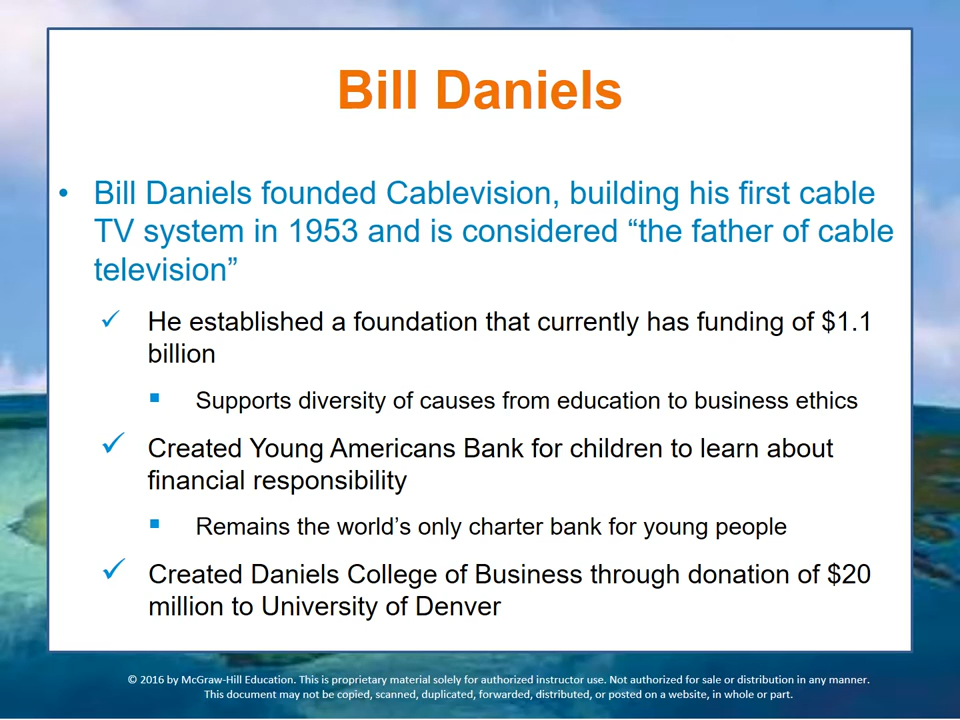 Bill Daniels
• Bill Daniels founded Cablevision, building his first cable
TV system in 1953 and is considered “the father of cable
television”
✓ He established a foundation that currently has funding of $1.1
billion
▪ Supports diversity of causes from education to business ethics
✓ Created Young Americans Bank for children to learn about
financial responsibility
▪ Remains the world’s only charter bank for young people
✓ Created Daniels College of Business through donation of $20
million to University of Denver
© 2016 by McGraw-Hill Education. This is proprietary material solely for authorized instructor use. Not authorized for sale or distribution in any manner.
This document may not be copied, scanned, duplicated, forwarded, distributed, or posted on a website, in whole or part.